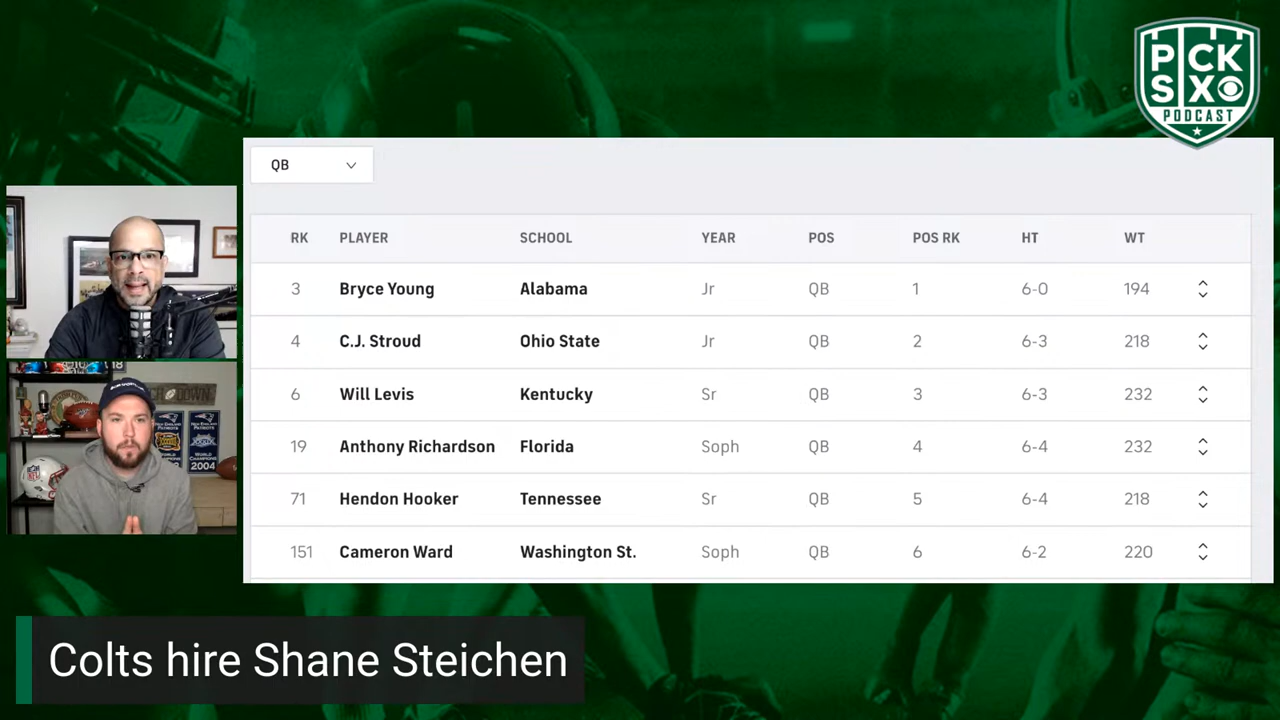 PICK
SIX
PODCAST
QB
RK PLAYER SCHOOL YEAR POS POS RK HT WT
3 Bryce Young Alabama Jr QB 1 6-0 194
4 C.J. Stroud Ohio State Jr QB 2 6-3 218
6 Will Levis Kentucky Sr QB 3 6-3 232
19 Anthony Richardson Florida Soph QB 4 6-4 232
71 Hendon Hooker Tennessee Sr QB 5 6-4 218
151 Cameron Ward Washington St. Soph QB 6 6-2 220
NFL
WORLD
CHAMPIONS
2004
Colts hire Shane Steichen